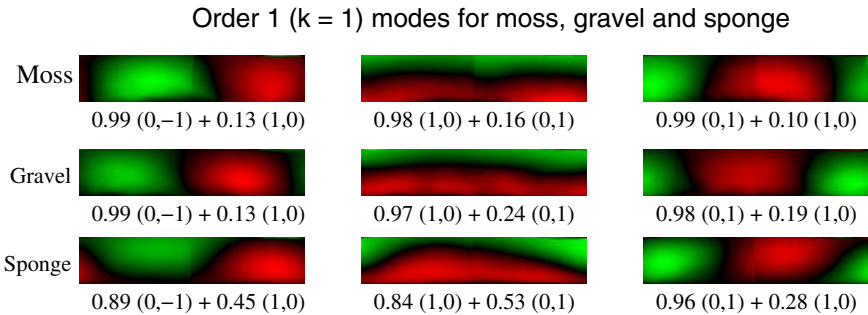 Order 1 (k = 1) modes for moss, gravel and sponge
Moss
0.99 (0,−1) + 0.13 (1,0) 0.98 (1,0) + 0.16 (0,1) 0.99 (0,1) + 0.10 (1,0)
Gravel
0.99 (0,−1) + 0.13 (1,0) 0.97 (1,0) + 0.24 (0,1) 0.98 (0,1) + 0.19 (1,0)
Sponge
0.89 (0,−1) + 0.45 (1,0) 0.84 (1,0) + 0.53 (0,1) 0.96 (0,1) + 0.28 (1,0)